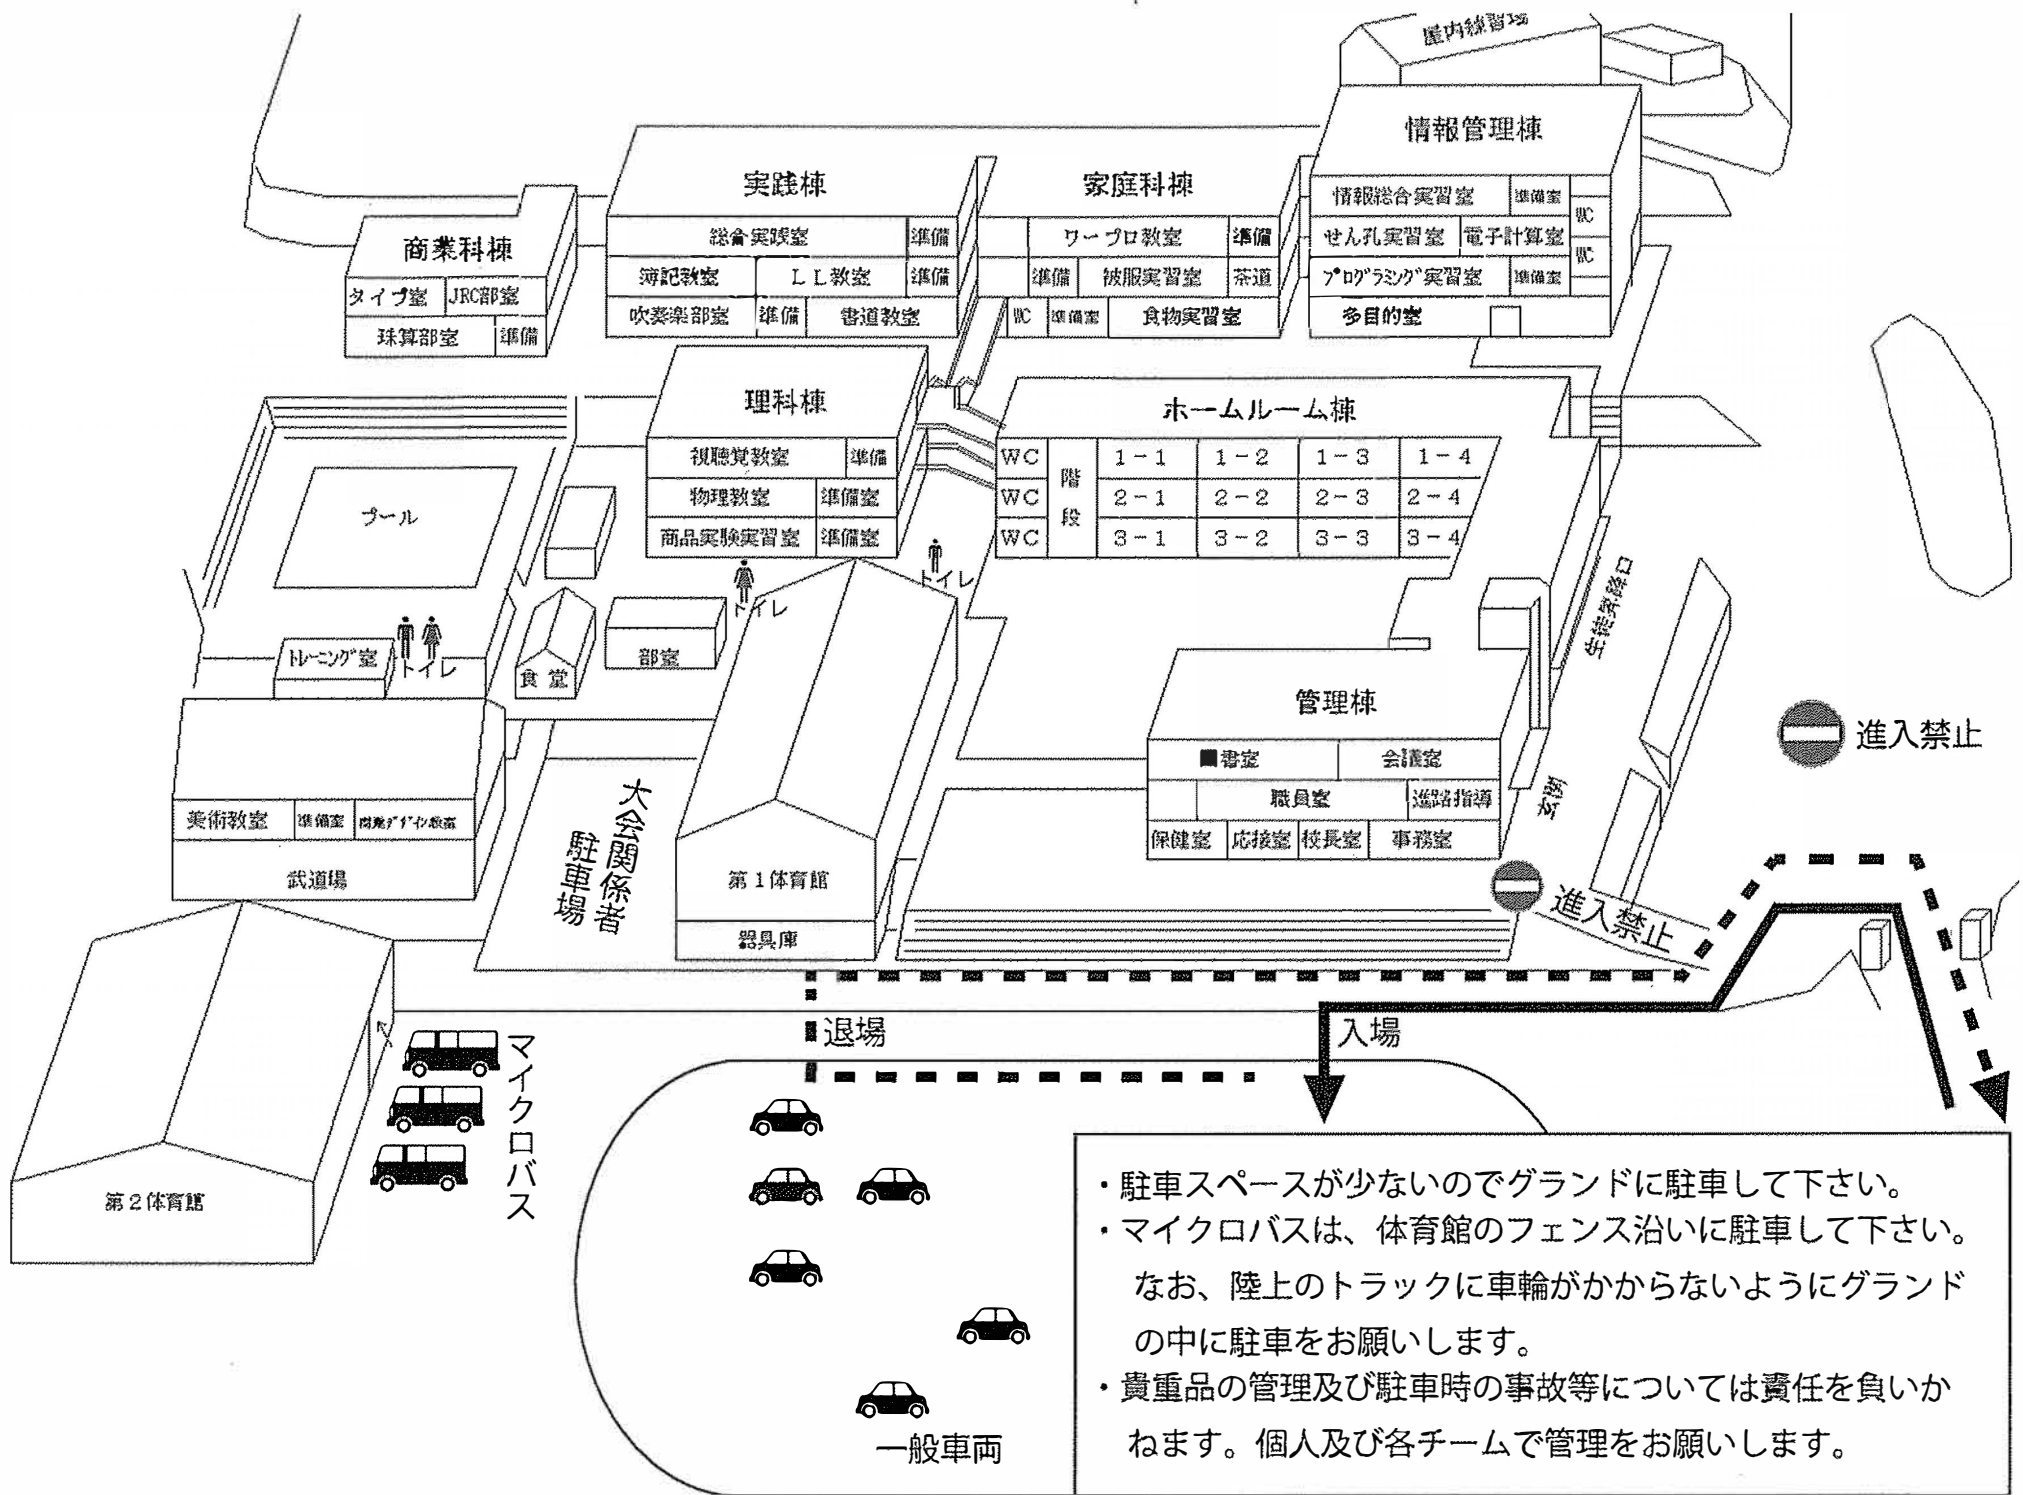 屋内練習場
情報管理棟
情報総合実習室 準備室 WC
せん孔実習室 電子計算室
プログラミング実習室 準備室 WC
多目的室
実践棟
総合実践室 準備
簿記教室 ＬＬ教室 準備
吹奏楽部室 準備 書道教室
家庭科棟
ワープロ教室 準備
準備 被服実習室 茶道
WC 準備室 食物実習室
商業科棟
タイプ室 JRC部室
珠算部室 準備
理科棟
視聴覚教室 準備
物理教室 準備室
商品実験実習室 準備室
ホームルーム棟
WC 階段 1-1 1-2 1-3 1-4
WC 2-1 2-2 2-3 2-4
WC 3-1 3-2 3-3 3-4
プール
トイレ
トイレ
トレーニング室
トイレ
食堂
部室
生徒昇降口
管理棟
■書室 会議室
職員室 進路指導
保健室 応接室 校長室 事務室
玄関
進入禁止
進入禁止
美術教室 準備室 商業デザイン教室
武道場
大会関係者
駐車場
第１体育館
器具庫
退場
入場
マイクロバス
第２体育館
一般車両
・駐車スペースが少ないのでグランドに駐車して下さい。
・マイクロバスは、体育館のフェンス沿いに駐車して下さい。
なお、陸上のトラックに車輪がかからないようにグランド
の中に駐車をお願いします。
・貴重品の管理及び駐車時の事故等については責任を負いか
ねます。個人及び各チームで管理をお願いします。